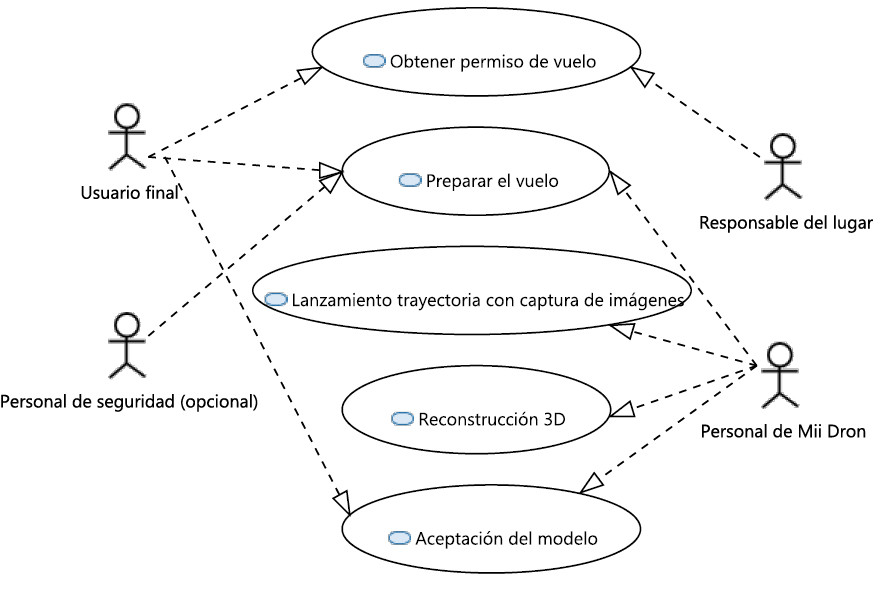 Obtener permiso de vuelo
Usuario final
Preparar el vuelo
Responsable del lugar
Lanzamiento trayectoria con captura de imágenes
Personal de seguridad (opcional)
Reconstrucción 3D
Personal de Mii Dron
Aceptación del modelo